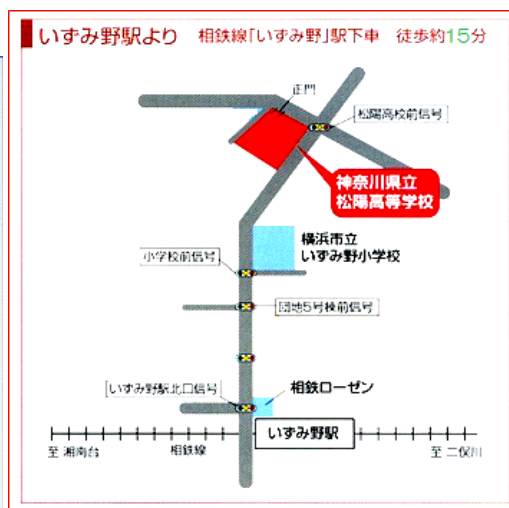 いずみ野駅より 相鉄線「いずみ野」駅下車 徒歩約15分
正門
松陽高校前信号
神奈川県立
松陽高等学校
横浜市立
いずみ野小学校
小学校前信号
団地5号棟前信号
いずみ野駅北口信号
相鉄ローゼン
いずみ野駅
至 湘南台
相鉄線
至 二俣川